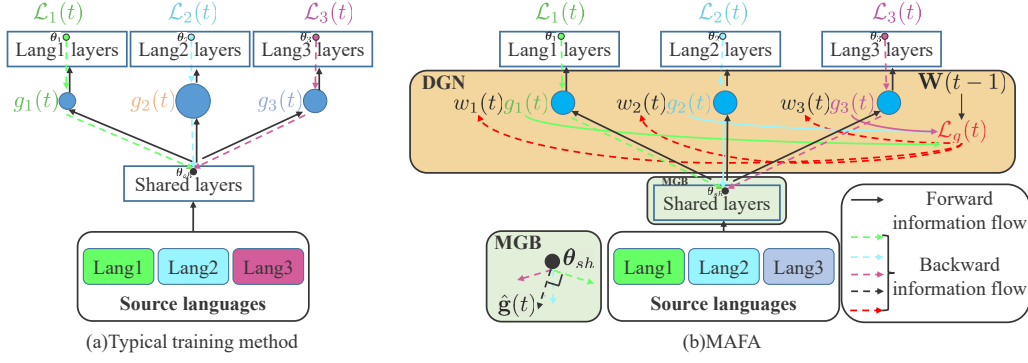 ℒ₁(t) ℒ₂(t) ℒ₃(t)
θ₁ θ₂ θ₃
Lang1 layers Lang2 layers Lang3 layers
g₁(t) g₂(t) g₃(t)
θₛₕ
Shared layers
Lang1 Lang2 Lang3
Source languages
(a)Typical training method
ℒ₁(t) ℒ₂(t) ℒ₃(t)
θ₁ θ₂ θ₃
Lang1 layers Lang2 layers Lang3 layers
DGN W(t−1)
w₁(t)g₁(t) w₂(t)g₂(t) w₃(t)g₃(t)
ℒ_g(t)
MGB θₛₕ
Shared layers
MGB
θₛₕ
ĝ(t)
Lang1 Lang2 Lang3
Source languages
Forward
information flow
Backward
information flow
(b)MAFA